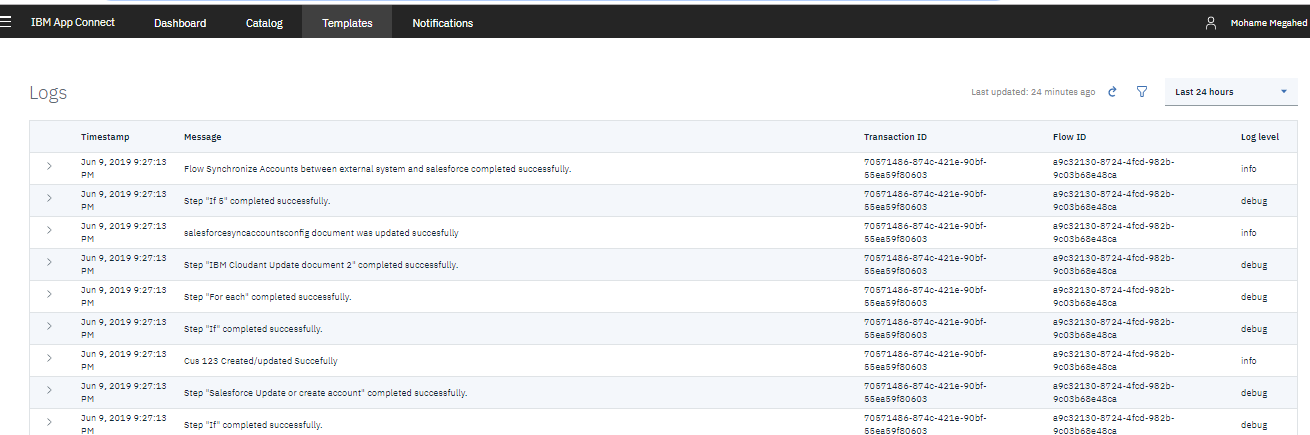 IBM App Connect Dashboard Catalog Templates Notifications Mohame Megahed
Logs Last updated: 24 minutes ago Last 24 hours
Timestamp Message Transaction ID Flow ID Log level
Jun 9, 2019 9:27:13 PM Flow Synchronize Accounts between external system and salesforce completed successfully. 70571486-874c-421e-90bf-55ea59f80603 a9c32130-8724-4fcd-982b-9c03b68e48ca info
Jun 9, 2019 9:27:13 PM Step "If 5" completed successfully. 70571486-874c-421e-90bf-55ea59f80603 a9c32130-8724-4fcd-982b-9c03b68e48ca debug
Jun 9, 2019 9:27:13 PM salesforcesyncaccountsconfig document was updated succesfully 70571486-874c-421e-90bf-55ea59f80603 a9c32130-8724-4fcd-982b-9c03b68e48ca info
Jun 9, 2019 9:27:13 PM Step "IBM Cloudant Update document 2" completed successfully. 70571486-874c-421e-90bf-55ea59f80603 a9c32130-8724-4fcd-982b-9c03b68e48ca debug
Jun 9, 2019 9:27:13 PM Step "For each" completed successfully. 70571486-874c-421e-90bf-55ea59f80603 a9c32130-8724-4fcd-982b-9c03b68e48ca debug
Jun 9, 2019 9:27:13 PM Step "If" completed successfully. 70571486-874c-421e-90bf-55ea59f80603 a9c32130-8724-4fcd-982b-9c03b68e48ca debug
Jun 9, 2019 9:27:13 PM Cus 123 Created/updated Succefully 70571486-874c-421e-90bf-55ea59f80603 a9c32130-8724-4fcd-982b-9c03b68e48ca info
Jun 9, 2019 9:27:13 PM Step "Salesforce Update or create account" completed successfully. 70571486-874c-421e-90bf-55ea59f80603 a9c32130-8724-4fcd-982b-9c03b68e48ca debug
Jun 9, 2019 9:27:13 PM Step "If" completed successfully. 70571486-874c-421e-90bf-55ea59f80603 a9c32130-8724-4fcd-982b-9c03b68e48ca debug